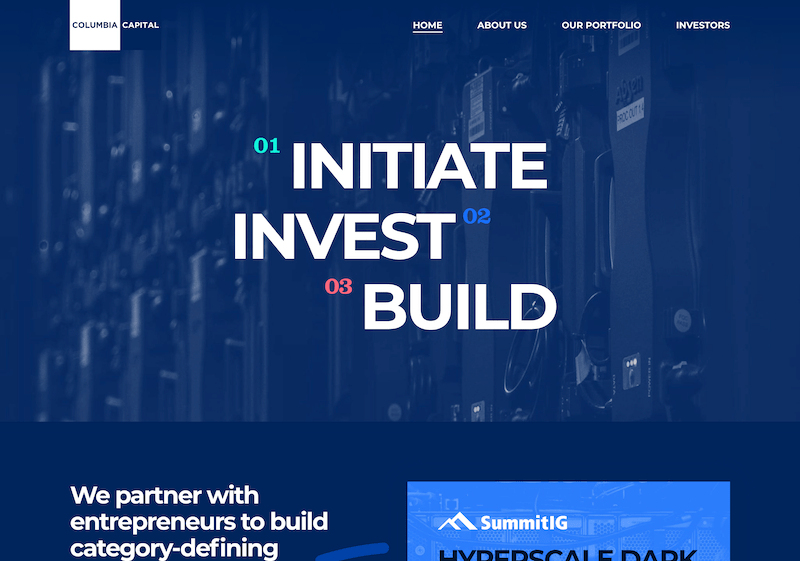 COLUMBIA CAPITAL
HOME ABOUT US OUR PORTFOLIO INVESTORS
01 INITIATE
INVEST 02
03 BUILD
We partner with
entrepreneurs to build
category-defining
SummitIG
HYPERSCALE DARK